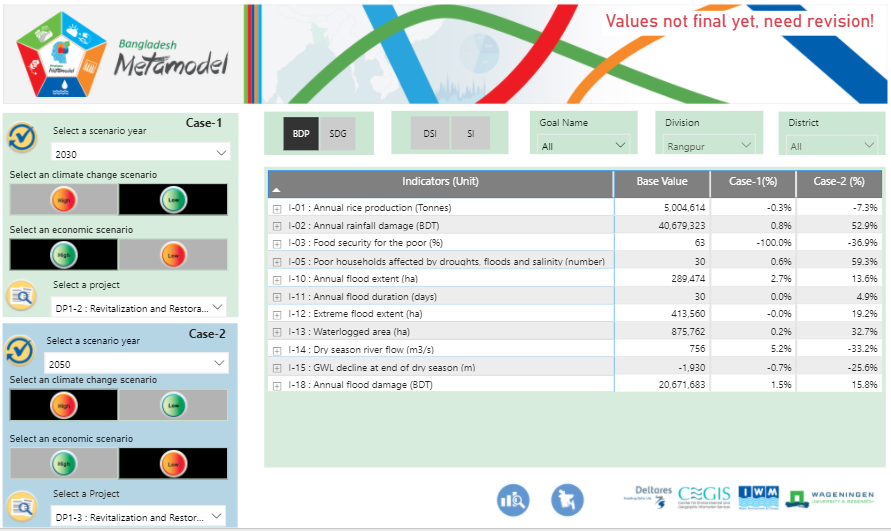 Values not final yet, need revision!
Bangladesh
Metamodel
Case-1
Select a scenario year
2030
Select an climate change scenario
High
Low
Select an economic scenario
High
Low
Select a project
DP1-2 : Revitalization and Restora...
Case-2
Select a scenario year
2050
Select an climate change scenario
High
Low
Select an economic scenario
High
Low
Select a Project
DP1-3 : Revitalization and Restor...
BDP SDG DSI SI
Goal Name
All
Division
Rangpur
District
All
Indicators (Unit) Base Value Case-1(%) Case-2 (%)
I-01 : Annual rice production (Tonnes) 5,004,614 -0.3% -7.3%
I-02 : Annual rainfall damage (BDT) 40,679,323 0.8% 52.9%
I-03 : Food security for the poor (%) 63 -100.0% -36.9%
I-05 : Poor households affected by droughts, floods and salinity (number) 30 0.6% 59.3%
I-10 : Annual flood extent (ha) 289,474 2.7% 13.6%
I-11 : Annual flood duration (days) 30 0.0% 4.9%
I-12 : Extreme flood extent (ha) 413,560 -0.0% 19.2%
I-13 : Waterlogged area (ha) 875,762 0.2% 32.7%
I-14 : Dry season river flow (m3/s) 756 5.2% -33.2%
I-15 : GWL decline at end of dry season (m) -1,930 -0.7% -25.6%
I-18 : Annual flood damage (BDT) 20,671,683 1.5% 15.8%
Deltares
CEGIS
IWM
WAGENINGEN